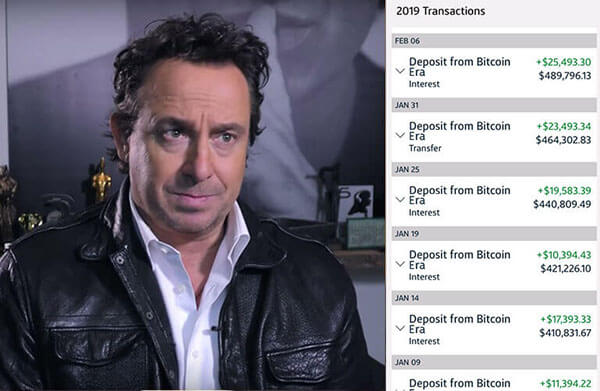 2019 Transactions
FEB 06
Deposit from Bitcoin +$25,493.30
Era $489,796.13
Interest
JAN 31
Deposit from Bitcoin +$23,493.34
Era $464,302.83
Transfer
JAN 25
Deposit from Bitcoin +$19,583.39
Era $440,809.49
Interest
JAN 19
Deposit from Bitcoin +$10,394.43
Era $421,226.10
Interest
JAN 14
Deposit from Bitcoin +$17,393.33
Era $410,831.67
Interest
JAN 09
Deposit from Bitcoin +$11,394.22